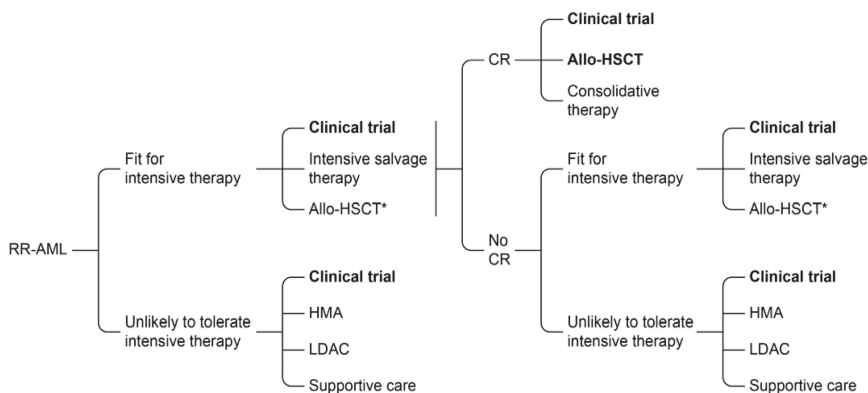 RR-AML
Fit for
intensive therapy
Clinical trial
Intensive salvage
therapy
Allo-HSCT*
Unlikely to tolerate
intensive therapy
Clinical trial
HMA
LDAC
Supportive care
CR
Clinical trial
Allo-HSCT
Consolidative
therapy
No
CR
Fit for
intensive therapy
Clinical trial
Intensive salvage
therapy
Allo-HSCT*
Unlikely to tolerate
intensive therapy
Clinical trial
HMA
LDAC
Supportive care